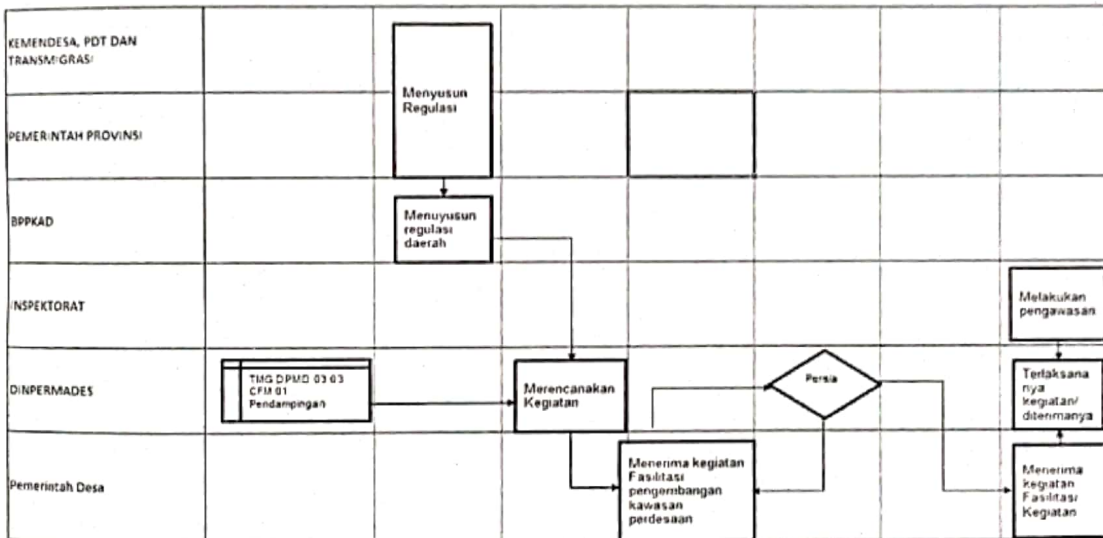 KEMENDESA, PDT DAN
TRANSMIGRASI
Menyusun
Regulasi
PEMERINTAH PROVINSI
BPPKAD
Menuyusun
regulasi
daerah
INSPEKTORAT
Melakukan
pengawasan
DINPERMADES
TMG DPMD 03 03
CFM 01
Pendampingan
Merencanakan
Kegiatan
Persia
Terlaksana
nya
kegiatan/
diterimanya
Pemerintah Desa
Menerima kegiatan
Fasilitasi
pengembangan
kawasan
perdesaan
Menerima
kegiatan
Fasilitasi
Kegiatan